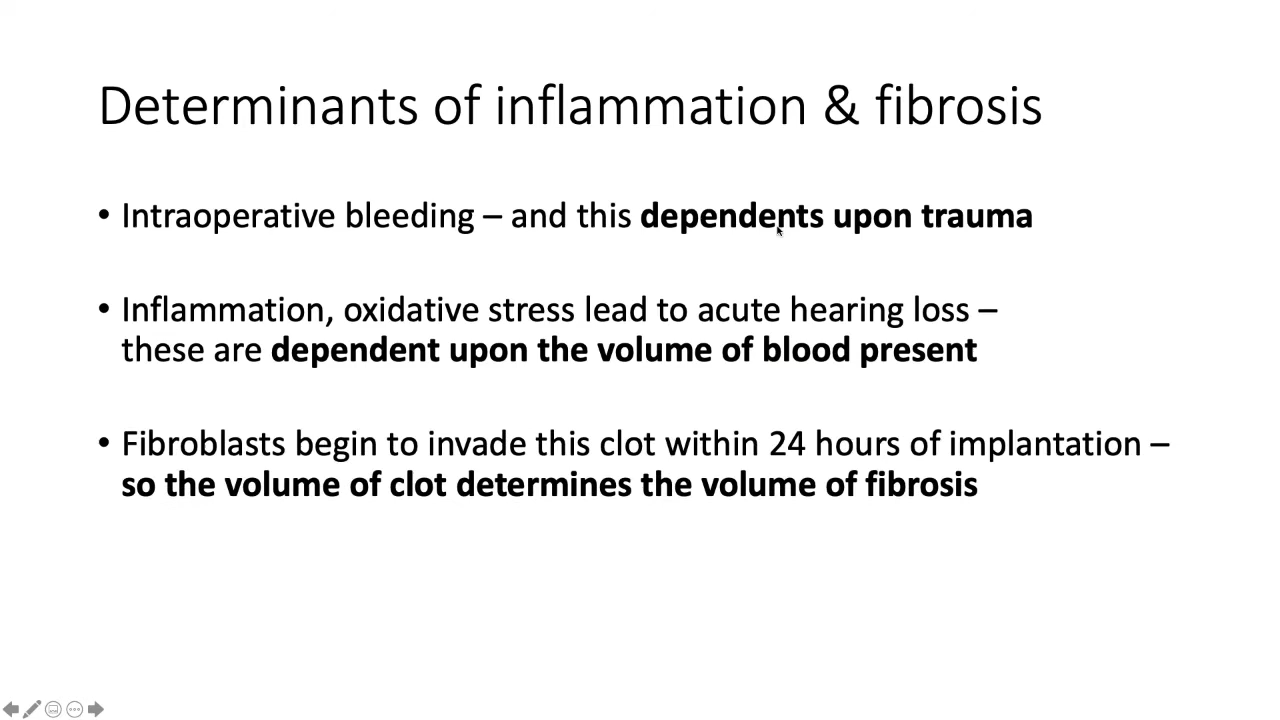 Determinants of inflammation & fibrosis
• Intraoperative bleeding – and this dependents upon trauma
• Inflammation, oxidative stress lead to acute hearing loss –
these are dependent upon the volume of blood present
• Fibroblasts begin to invade this clot within 24 hours of implantation –
so the volume of clot determines the volume of fibrosis